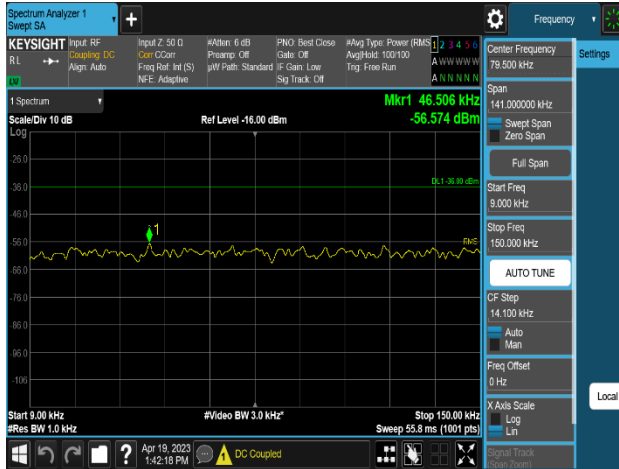 Spectrum Analyzer 1
Swept SA
+
Frequency
KEYSIGHT
RL
Input: RF
Coupling: DC
Align: Auto
Input Z: 50 Ω
Corr CCorr
Freq Ref: Int (S)
NFE: Adaptive
#Atten: 6 dB
Preamp: Off
µW Path: Standard
PNO: Best Close
Gate: Off
IF Gain: Low
Sig Track: Off
#Avg Type: Power (RMS
Avg|Hold: 100/100
Trig: Free Run
1 2 3 4 5 6
A W W W W W
A N N N N N
1 Spectrum
Scale/Div 10 dB
Log
Ref Level -16.00 dBm
Mkr1 46.506 kHz
-56.574 dBm
-26.0
-36.0
DL1 -36.00 dBm
-46.0
1
-56.0
RMS
-66.0
-76.0
-86.0
-96.0
-106
Start 9.00 kHz
#Res BW 1.0 kHz
#Video BW 3.0 kHz*
Stop 150.00 kHz
Sweep 55.8 ms (1001 pts)
?
Apr 19, 2023
1:42:18 PM
DC Coupled
Center Frequency
79.500 kHz
Settings
Span
141.000000 kHz
Swept Span
Zero Span
Full Span
Start Freq
9.000 kHz
Stop Freq
150.000 kHz
AUTO TUNE
CF Step
14.100 kHz
Auto
Man
Freq Offset
0 Hz
Local
X Axis Scale
Log
Lin
Signal Track
(Span Zoom)